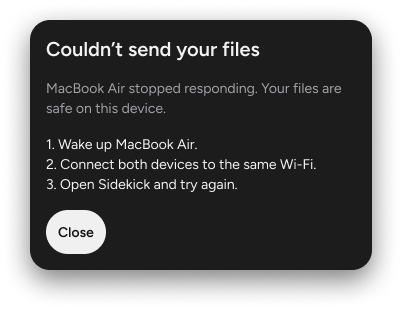 Couldn’t send your files
MacBook Air stopped responding. Your files are
safe on this device.
1. Wake up MacBook Air.
2. Connect both devices to the same Wi-Fi.
3. Open Sidekick and try again.
Close